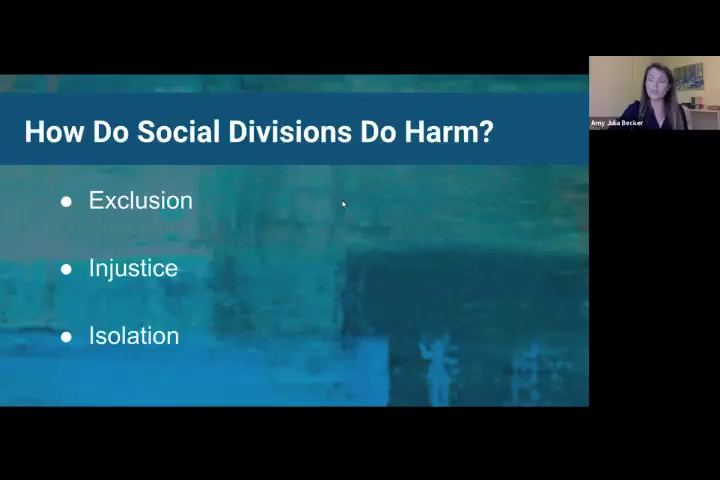 How Do Social Divisions Do Harm?
● Exclusion
● Injustice
● Isolation
Amy Julia Becker